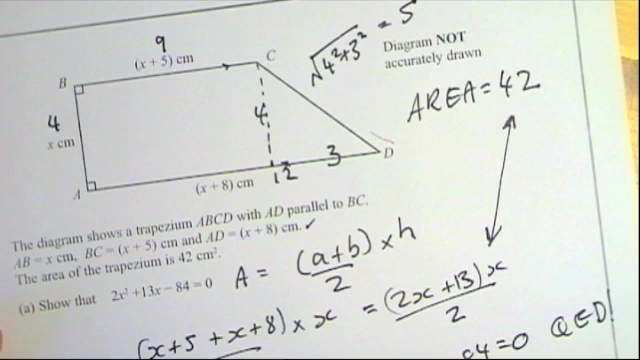 9
(x + 5) cm
√4²+3² = 5
Diagram NOT
accurately drawn
B
C
4
x cm
4
AREA = 42
3
D
12
A
(x + 8) cm
The diagram shows a trapezium ABCD with AD parallel to BC.
AB = x cm, BC = (x + 5) cm and AD = (x + 8) cm. ✓
The area of the trapezium is 42 cm².
(a) Show that 2x² + 13x – 84 = 0
A = (a+b)/2 × h
(x+5 + x+8) × x = (2x+13)x/2
84=0 QED!